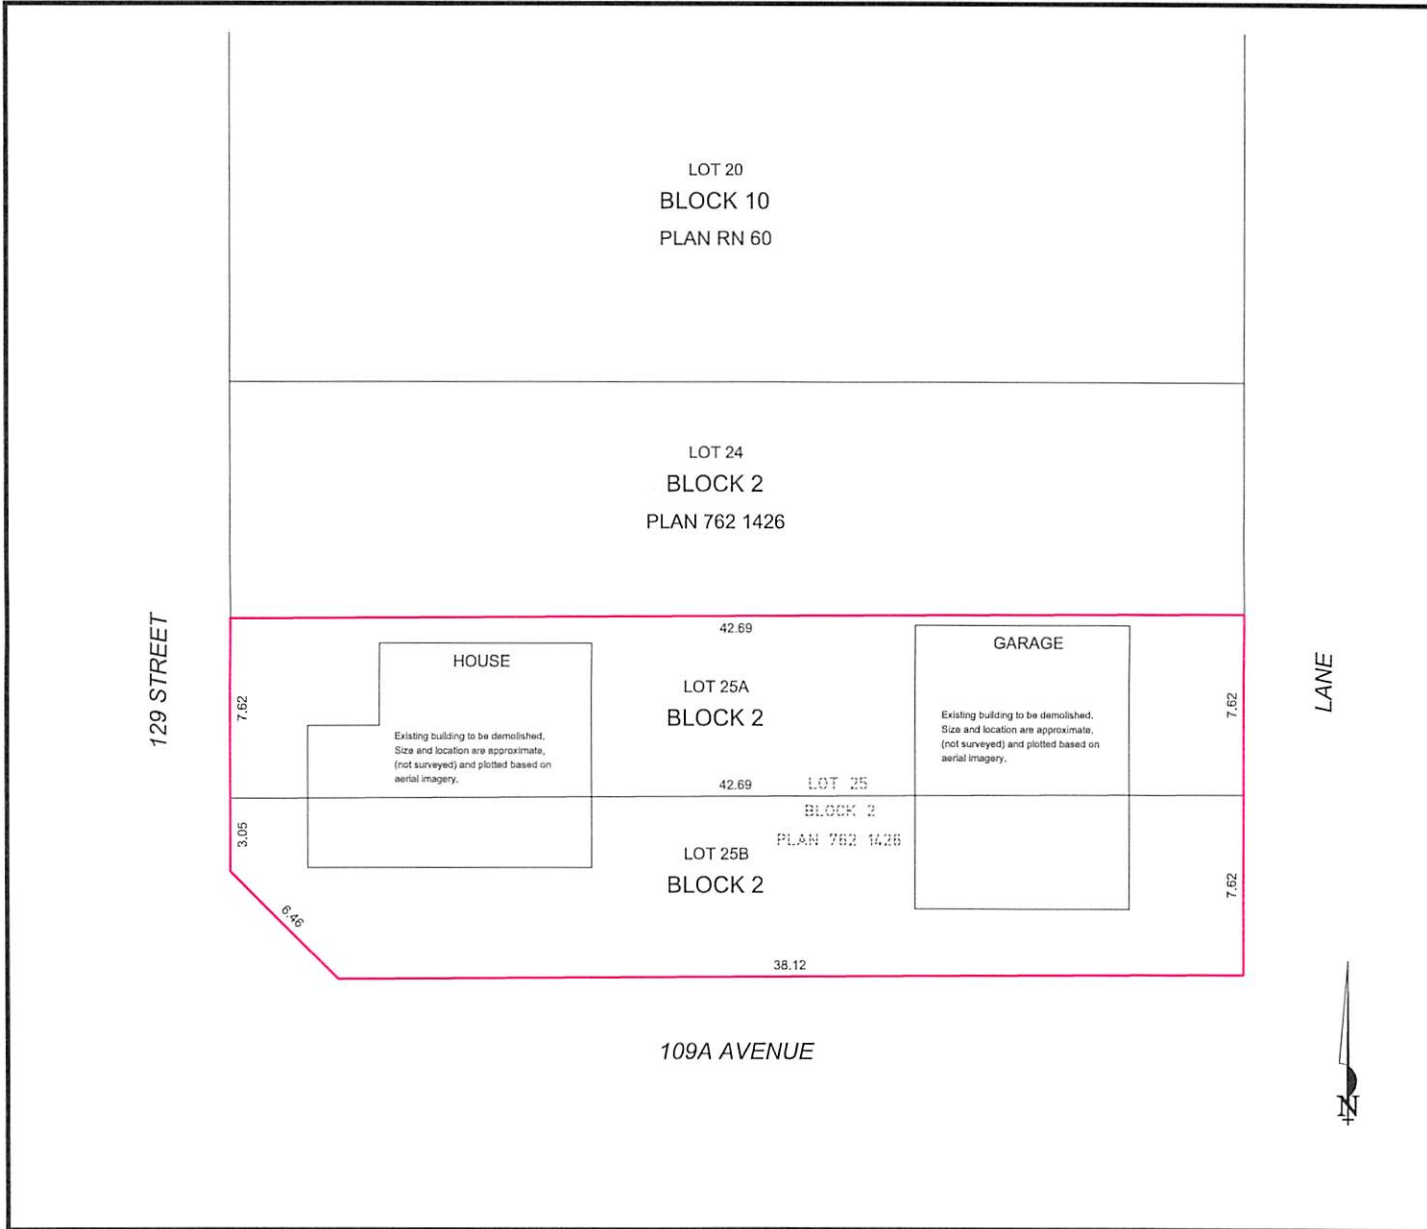 LOT 20
BLOCK 10
PLAN RN 60
LOT 24
BLOCK 2
PLAN 762 1426
129 STREET
LANE
42.69
HOUSE
GARAGE
7.62
7.62
LOT 25A
BLOCK 2
Existing building to be demolished.
Size and location are approximate,
(not surveyed) and plotted based on
aerial imagery.
Existing building to be demolished.
Size and location are approximate,
(not surveyed) and plotted based on
aerial imagery.
42.69
LOT 25
BLOCK 2
PLAN 762 1426
3.05
LOT 25B
BLOCK 2
7.62
6.46
38.12
109A AVENUE
N